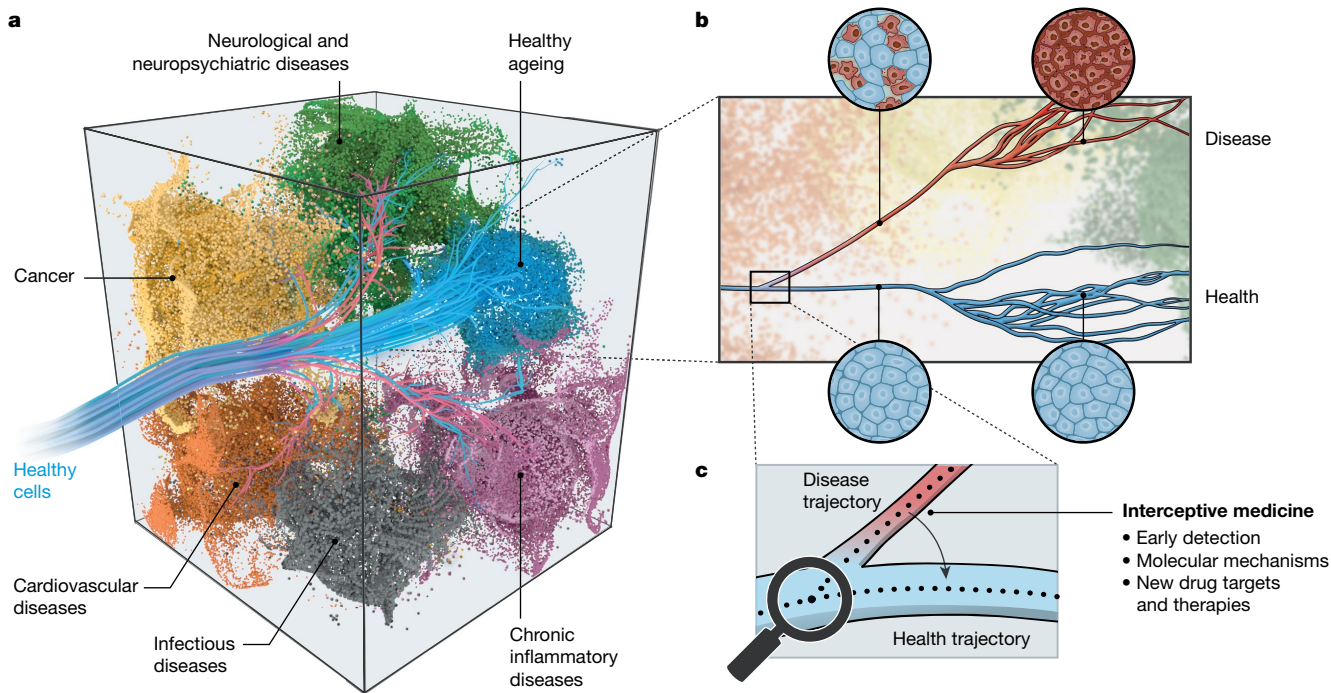 a
Neurological and
neuropsychiatric diseases
Healthy
ageing
Cancer
Healthy
cells
Cardiovascular
diseases
Infectious
diseases
Chronic
inflammatory
diseases
b
Disease
Health
c
Disease
trajectory
Health trajectory
Interceptive medicine
• Early detection
• Molecular mechanisms
• New drug targets
and therapies